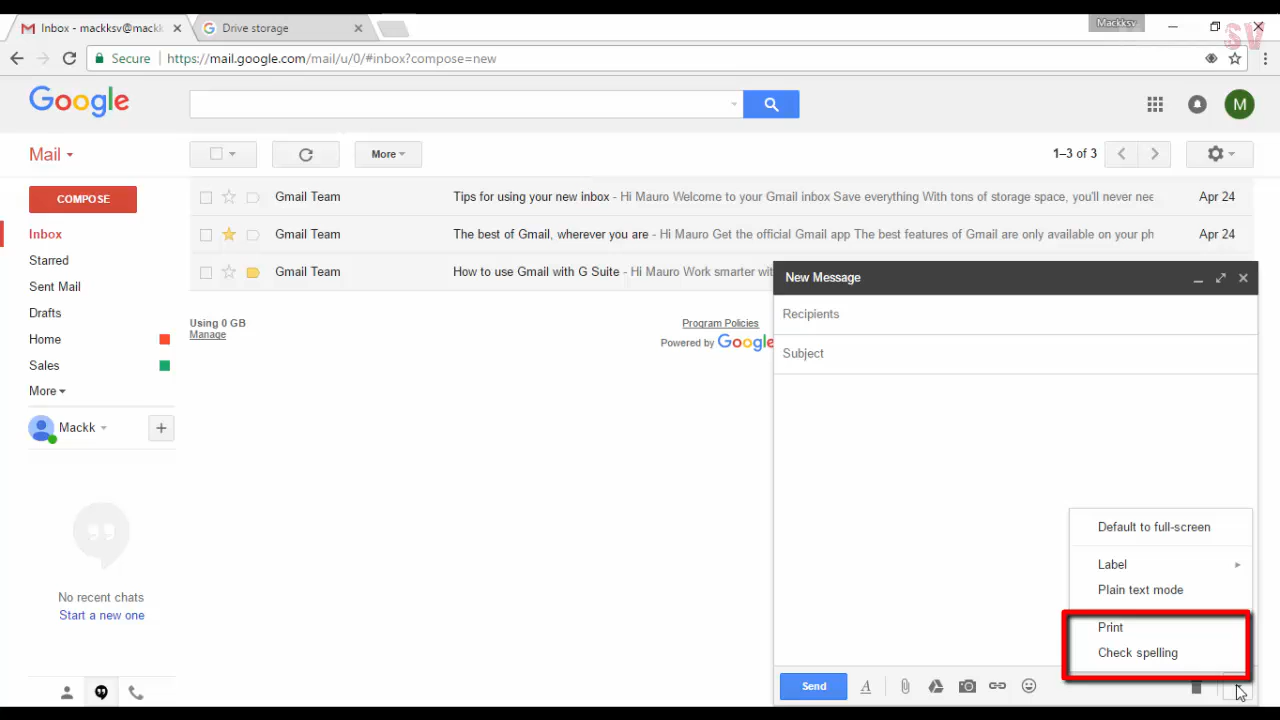 Inbox - mackksv@mackk
Drive storage
Mackksv
SV
Secure
https://mail.google.com/mail/u/0/#inbox?compose=new
Google
M
Mail
More
1–3 of 3
COMPOSE
Gmail Team Tips for using your new inbox - Hi Mauro Welcome to your Gmail inbox Save everything With tons of storage space, you'll never nee Apr 24
Inbox
Gmail Team The best of Gmail, wherever you are - Hi Mauro Get the official Gmail app The best features of Gmail are only available on your ph Apr 24
Starred
Gmail Team How to use Gmail with G Suite - Hi Mauro Work smarter wit
Sent Mail
Drafts
Home
Sales
More
Mackk
Using 0 GB
Manage
Program Policies
Powered by Google
New Message
Recipients
Subject
Default to full-screen
Label
Plain text mode
Print
Check spelling
Send
A
No recent chats
Start a new one